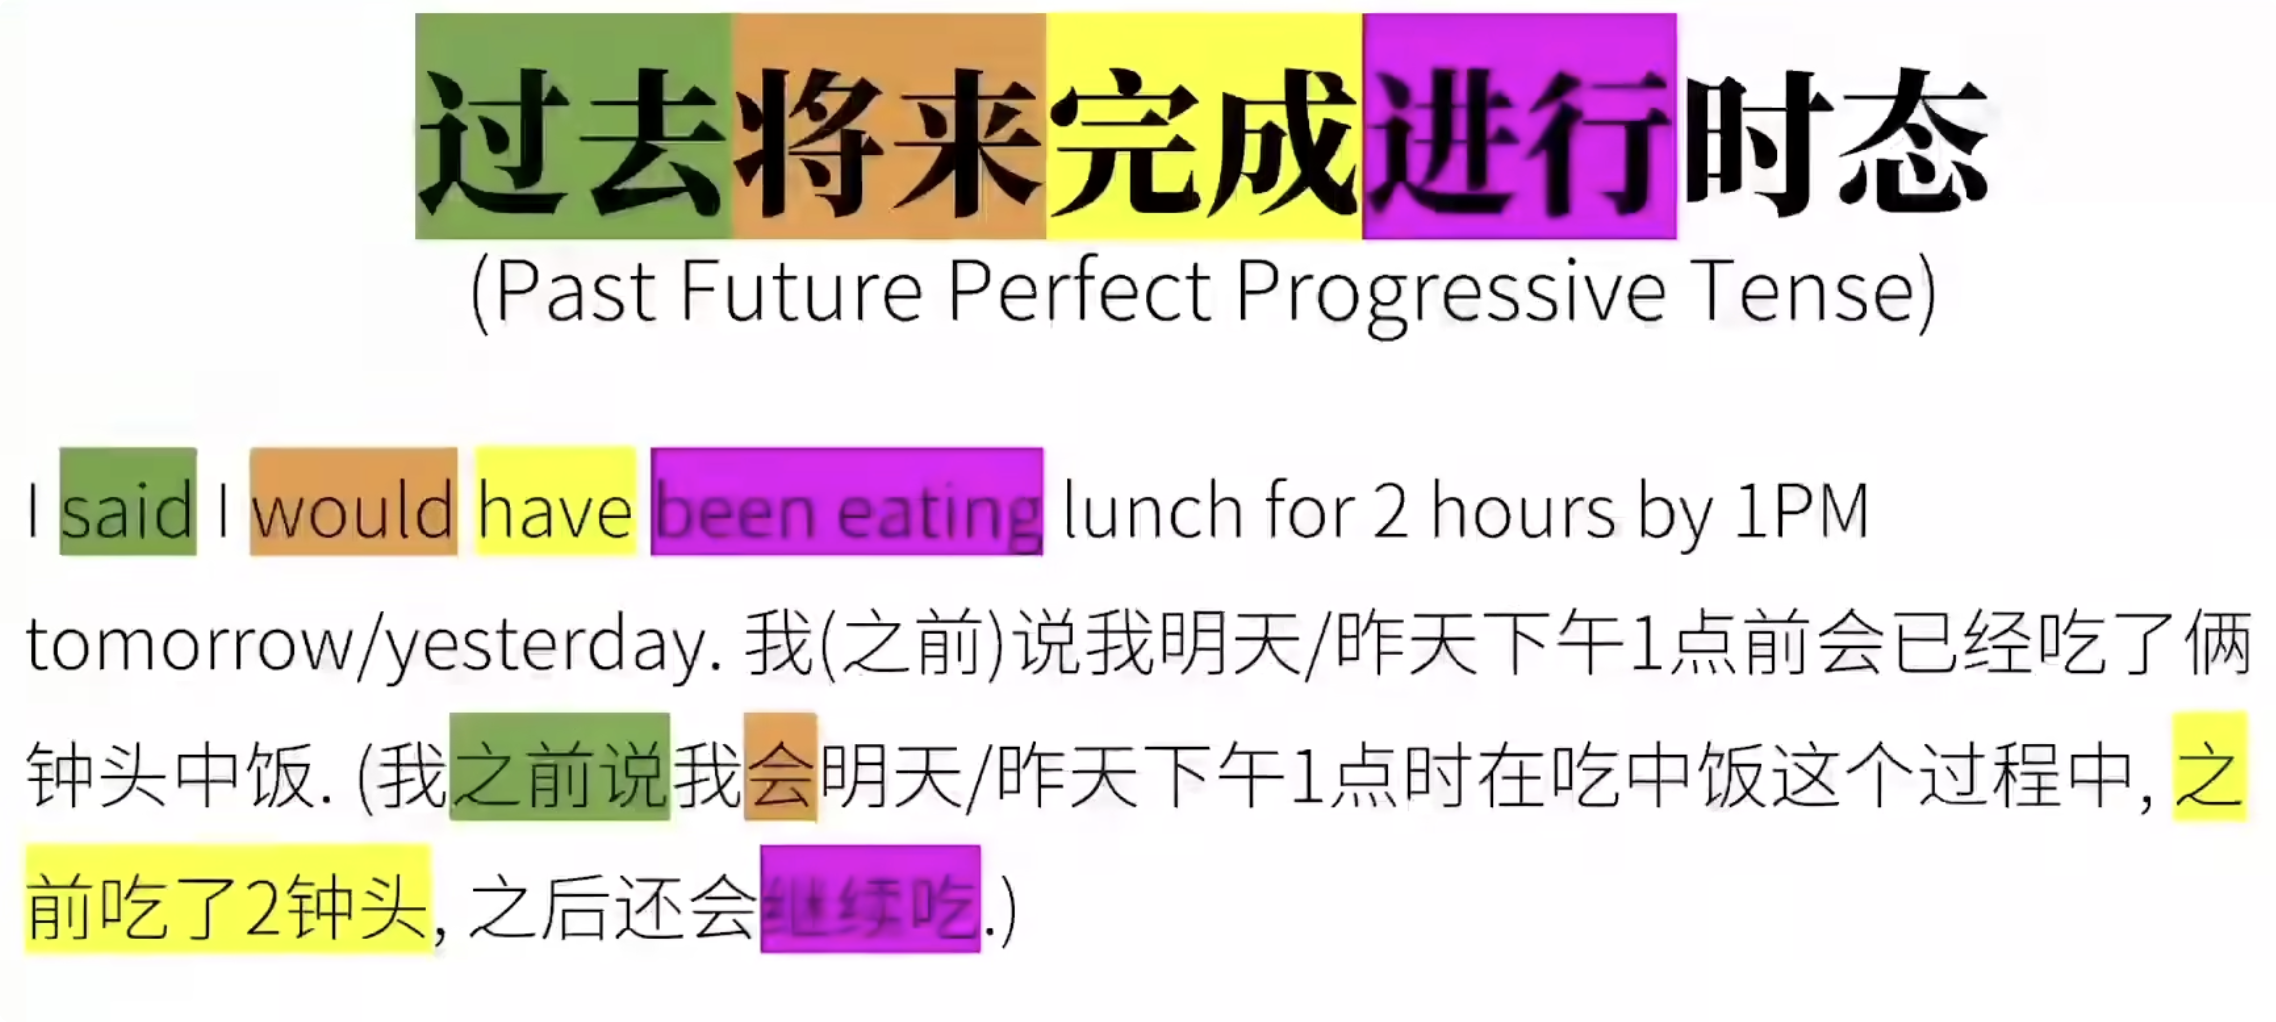 过去将来完成进行时态
(Past Future Perfect Progressive Tense)
I said I would have been eating lunch for 2 hours by 1PM
tomorrow/yesterday. 我(之前)说我明天/昨天下午1点前会已经吃了俩
钟头中饭. (我之前说我会明天/昨天下午1点时在吃中饭这个过程中, 之
前吃了2钟头, 之后还会继续吃.)